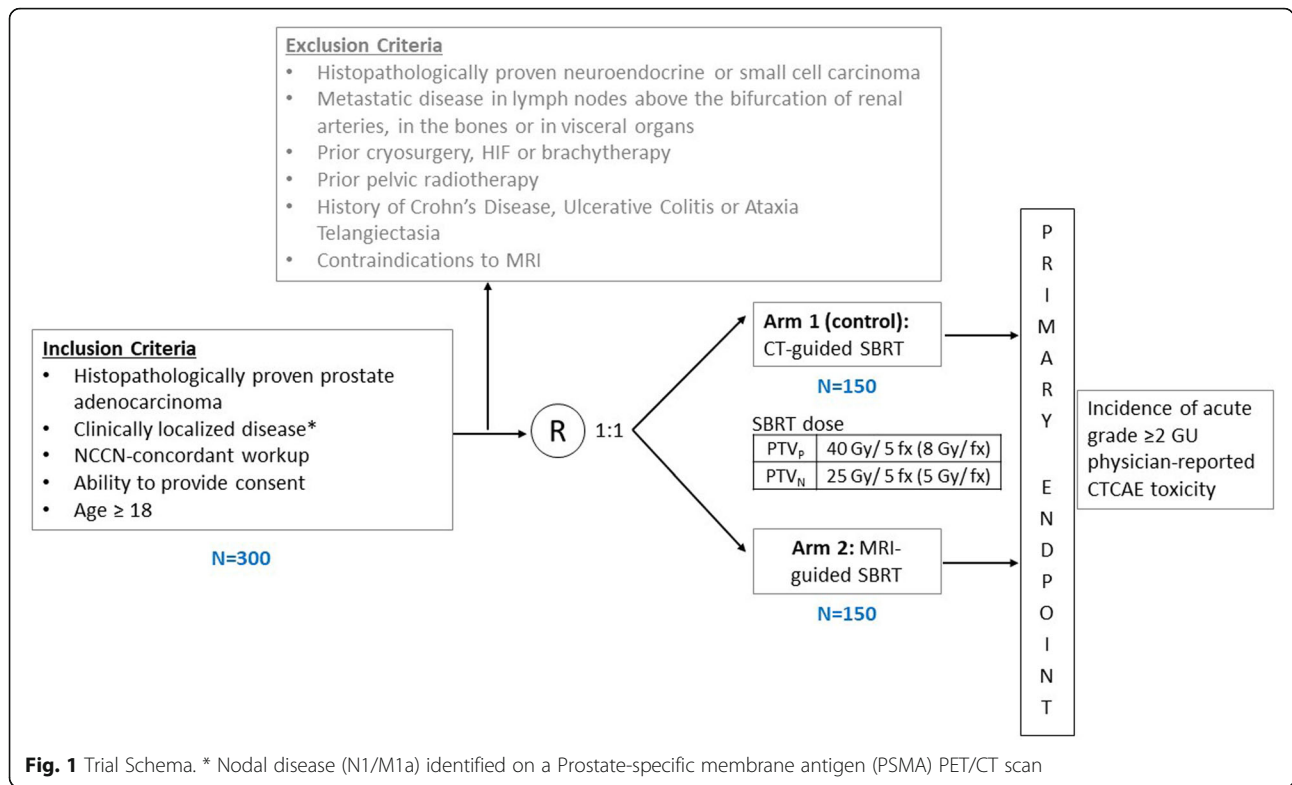 Exclusion Criteria
• Histopathologically proven neuroendocrine or small cell carcinoma
• Metastatic disease in lymph nodes above the bifurcation of renal
arteries, in the bones or in visceral organs
• Prior cryosurgery, HIF or brachytherapy
• Prior pelvic radiotherapy
• History of Crohn's Disease, Ulcerative Colitis or Ataxia
Telangiectasia
• Contraindications to MRI
Inclusion Criteria
• Histopathologically proven prostate
adenocarcinoma
• Clinically localized disease*
• NCCN-concordant workup
• Ability to provide consent
• Age ≥ 18
N=300
R 1:1
Arm 1 (control):
CT-guided SBRT
N=150
SBRT dose
PTVP 40 Gy/ 5 fx (8 Gy/fx)
PTVN 25 Gy/ 5 fx (5 Gy/fx)
Arm 2: MRI-
guided SBRT
N=150
P
R
I
M
A
R
Y
E
N
D
P
O
I
N
T
Incidence of acute
grade ≥2 GU
physician-reported
CTCAE toxicity
Fig. 1 Trial Schema. * Nodal disease (N1/M1a) identified on a Prostate-specific membrane antigen (PSMA) PET/CT scan